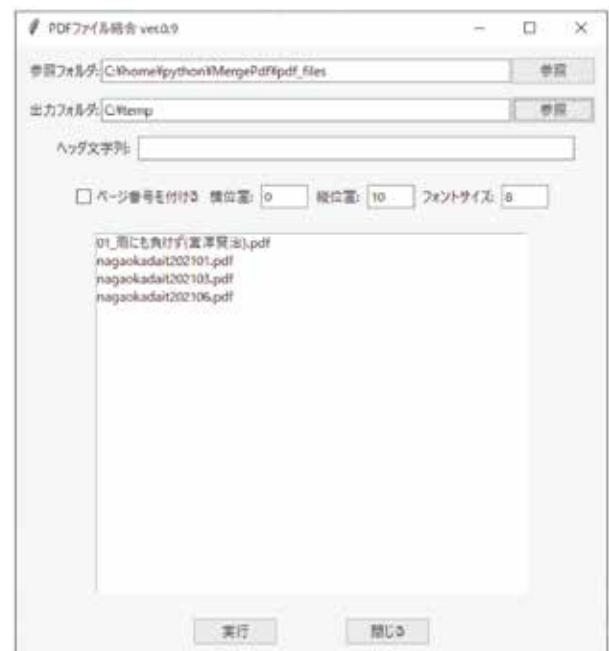 PDFファイル結合 ver.0.9
参照フォルダ: C:¥home¥python¥MergePdf¥pdf_files 参照
出力フォルダ: C:¥temp 参照
ヘッダ文字列:
ページ番号を付ける 横位置: 0 縦位置: 10 フォントサイズ: 8
01_雨にも負けず(宮澤賢治).pdf
nagaokadait202101.pdf
nagaokadait202103.pdf
nagaokadait202106.pdf
実行 閉じる